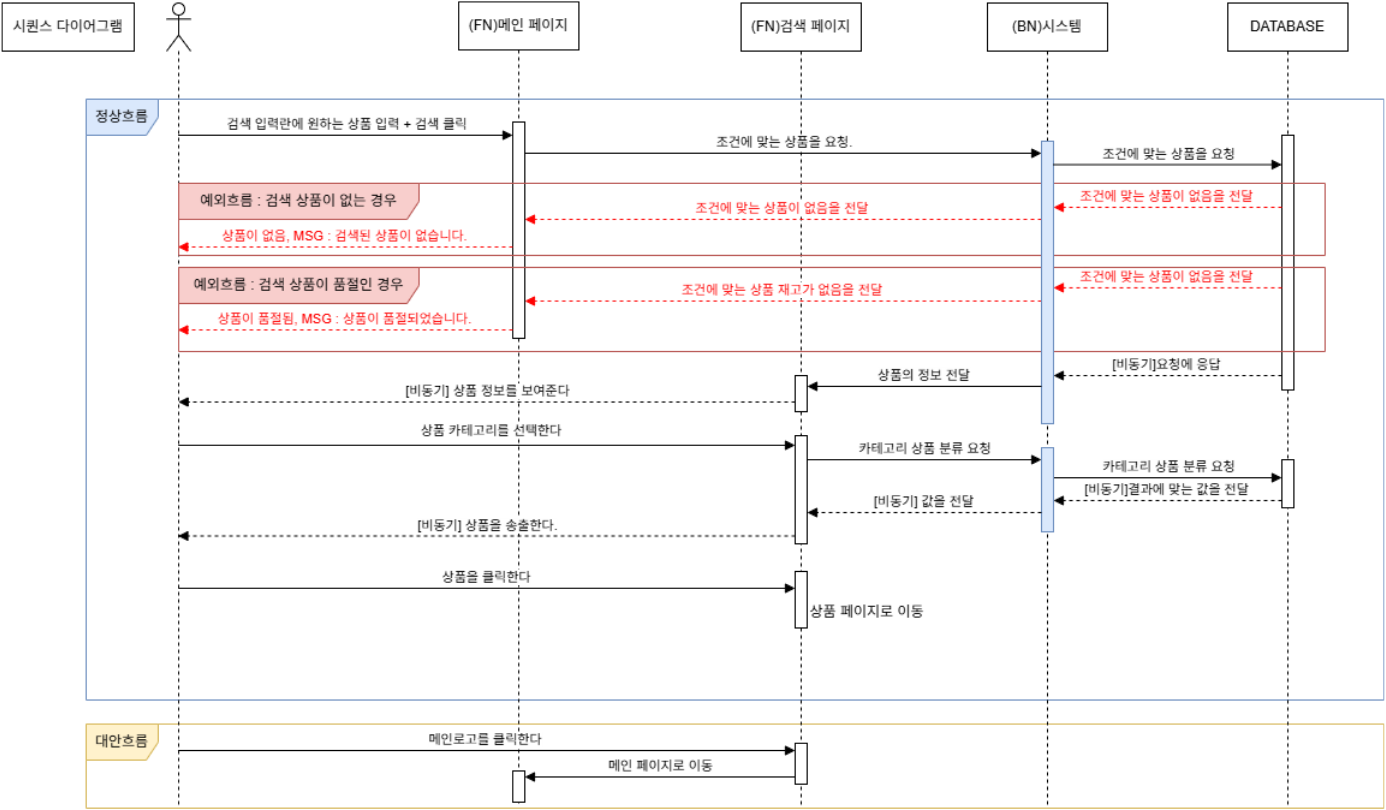 시퀀스 다이어그램
(FN)메인 페이지
(FN)검색 페이지
(BN)시스템
DATABASE
정상흐름
검색 입력란에 원하는 상품 입력 + 검색 클릭
조건에 맞는 상품을 요청.
조건에 맞는 상품을 요청
예외흐름 : 검색 상품이 없는 경우
조건에 맞는 상품이 없음을 전달
조건에 맞는 상품이 없음을 전달
상품이 없음, MSG : 검색된 상품이 없습니다.
예외흐름 : 검색 상품이 품절인 경우
조건에 맞는 상품이 없음을 전달
조건에 맞는 상품 재고가 없음을 전달
상품이 품절됨, MSG : 상품이 품절되었습니다.
[비동기]요청에 응답
상품의 정보 전달
[비동기] 상품 정보를 보여준다
상품 카테고리를 선택한다
카테고리 상품 분류 요청
카테고리 상품 분류 요청
[비동기]결과에 맞는 값을 전달
[비동기] 값을 전달
[비동기] 상품을 송출한다.
상품을 클릭한다
상품 페이지로 이동
대안흐름
메인로고를 클릭한다
메인 페이지로 이동